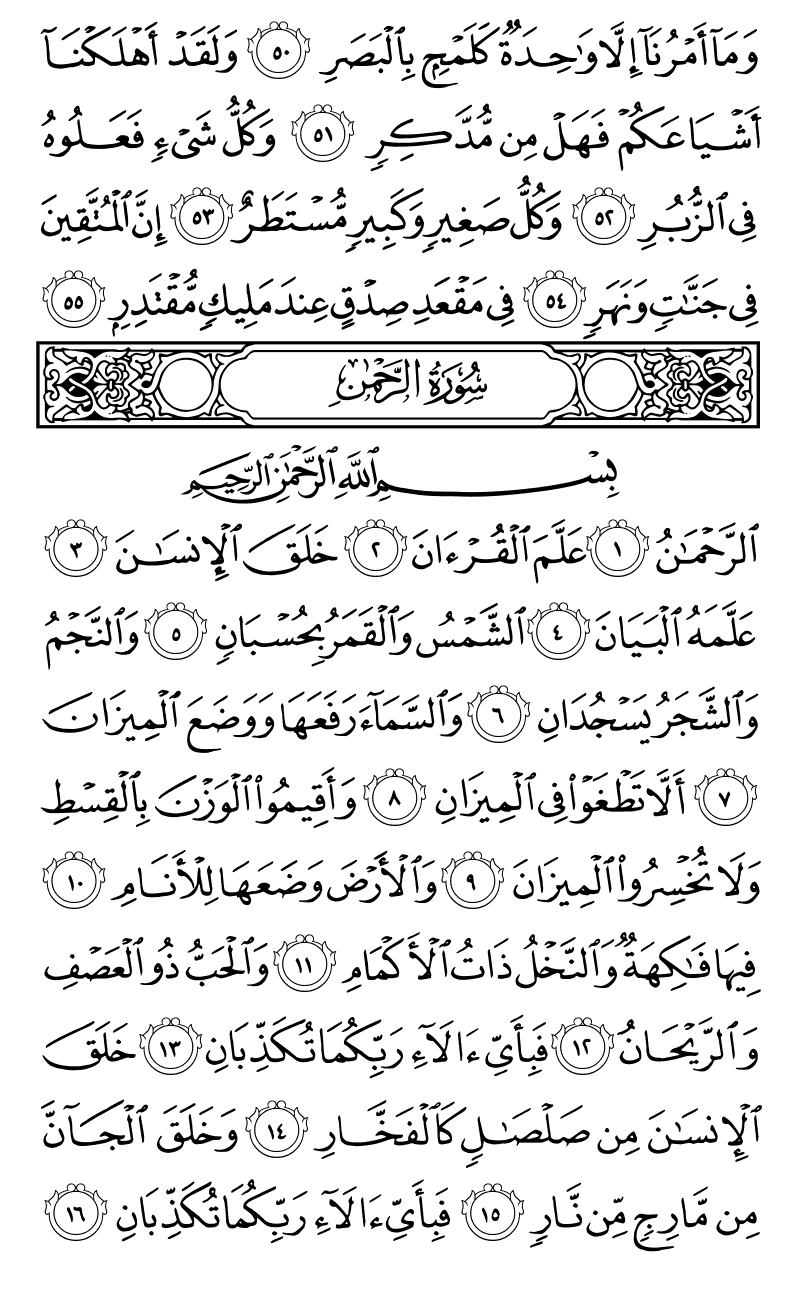 وَمَآ أَمْرُنَآ إِلَّا وَٰحِدَةٌ كَلَمْحٍۭ بِٱلْبَصَرِ ٥٠ وَلَقَدْ أَهْلَكْنَآ
أَشْيَاعَكُمْ فَهَلْ مِن مُّدَّكِرٍ ٥١ وَكُلُّ شَىْءٍ فَعَلُوهُ
فِى ٱلزُّبُرِ ٥٢ وَكُلُّ صَغِيرٍ وَكَبِيرٍ مُّسْتَطَرٌ ٥٣ إِنَّ ٱلْمُتَّقِينَ
فِى جَنَّٰتٍ وَنَهَرٍ ٥٤ فِى مَقْعَدِ صِدْقٍ عِندَ مَلِيكٍ مُّقْتَدِرٍۭ ٥٥
سُورَةُ الرَّحْمَٰن
بِسْمِ ٱللَّهِ ٱلرَّحْمَٰنِ ٱلرَّحِيمِ
ٱلرَّحْمَٰنُ ١ عَلَّمَ ٱلْقُرْءَانَ ٢ خَلَقَ ٱلْإِنسَٰنَ ٣
عَلَّمَهُ ٱلْبَيَانَ ٤ ٱلشَّمْسُ وَٱلْقَمَرُ بِحُسْبَانٍ ٥ وَٱلنَّجْمُ
وَٱلشَّجَرُ يَسْجُدَانِ ٦ وَٱلسَّمَآءَ رَفَعَهَا وَوَضَعَ ٱلْمِيزَانَ
٧ أَلَّا تَطْغَوْا۟ فِى ٱلْمِيزَانِ ٨ وَأَقِيمُوا۟ ٱلْوَزْنَ بِٱلْقِسْطِ
وَلَا تُخْسِرُوا۟ ٱلْمِيزَانَ ٩ وَٱلْأَرْضَ وَضَعَهَا لِلْأَنَامِ ١٠
فِيهَا فَٰكِهَةٌ وَٱلنَّخْلُ ذَاتُ ٱلْأَكْمَامِ ١١ وَٱلْحَبُّ ذُو ٱلْعَصْفِ
وَٱلرَّيْحَانُ ١٢ فَبِأَىِّ ءَالَآءِ رَبِّكُمَا تُكَذِّبَانِ ١٣ خَلَقَ
ٱلْإِنسَٰنَ مِن صَلْصَٰلٍ كَٱلْفَخَّارِ ١٤ وَخَلَقَ ٱلْجَآنَّ
مِن مَّارِجٍ مِّن نَّارٍ ١٥ فَبِأَىِّ ءَالَآءِ رَبِّكُمَا تُكَذِّبَانِ ١٦